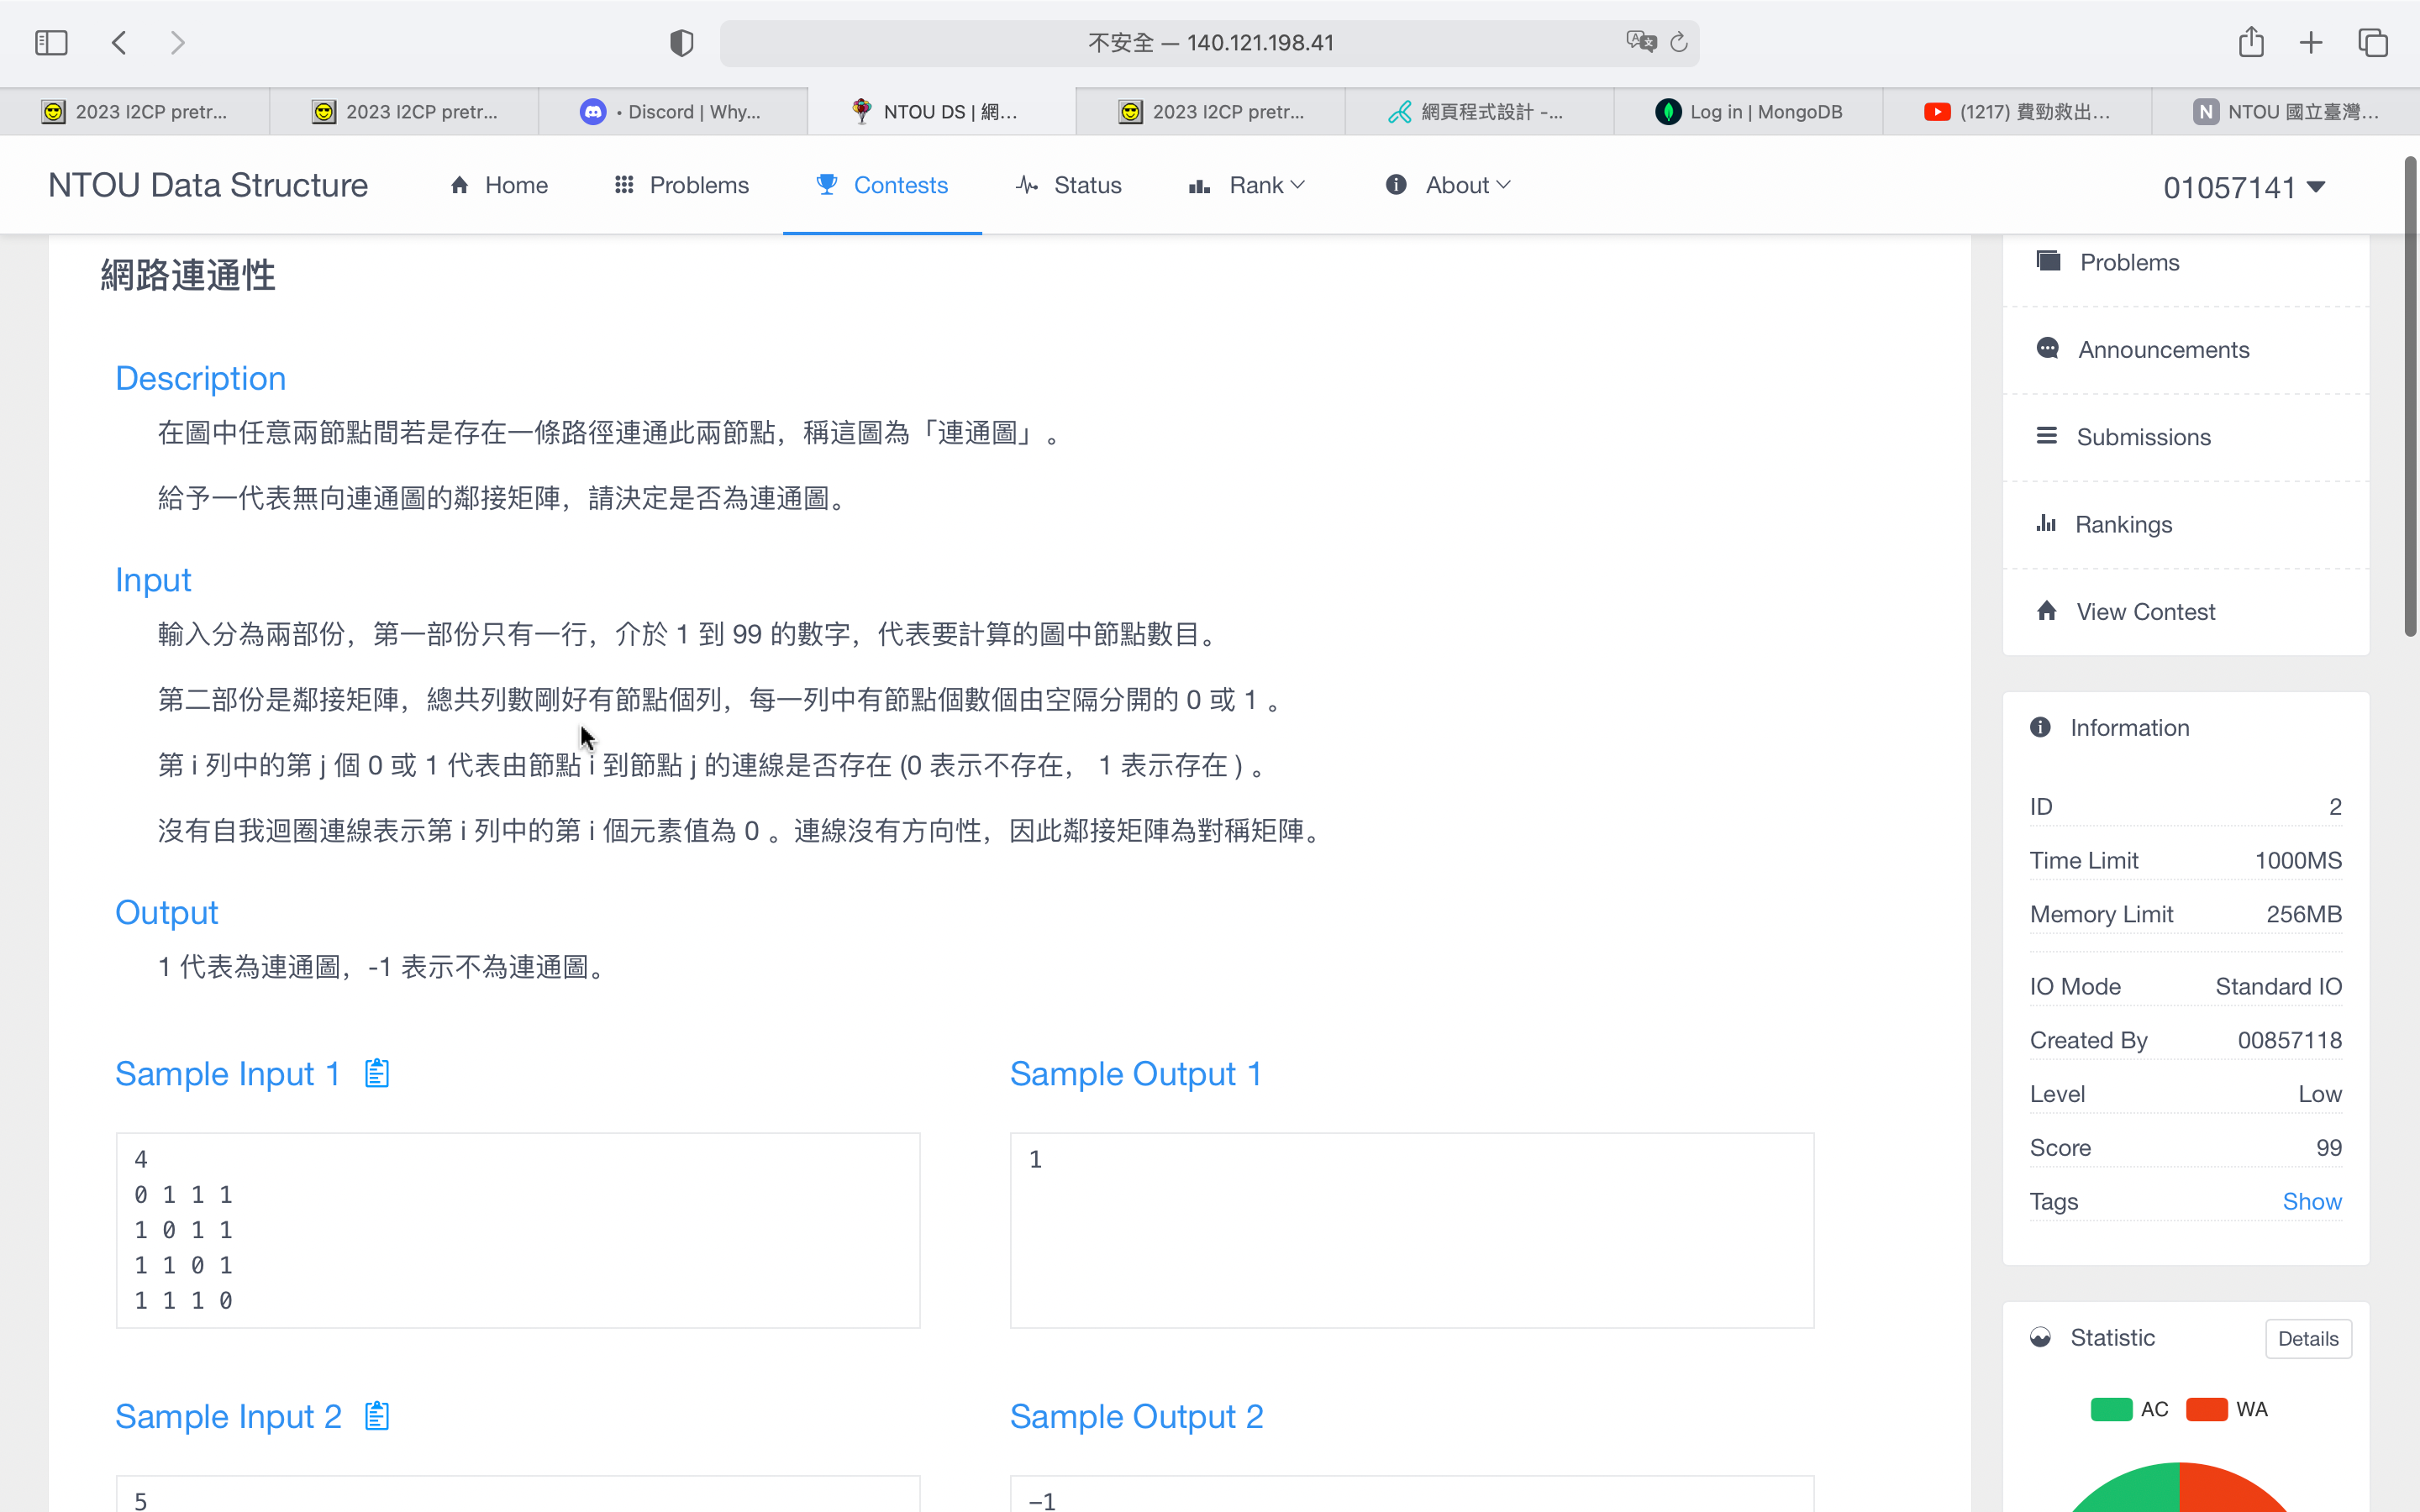 不安全 — 140.121.198.41
2023 I2CP pretr...
2023 I2CP pretr...
• Discord | Why...
NTOU DS | 網...
2023 I2CP pretr...
網頁程式設計 -...
Log in | MongoDB
(1217) 費勁救出...
N NTOU 國立臺灣...
NTOU Data Structure
Home
Problems
Contests
Status
Rank
About
01057141
網路連通性
Description
在圖中任意兩節點間若是存在一條路徑連通此兩節點，稱這圖為「連通圖」。
給予一代表無向連通圖的鄰接矩陣，請決定是否為連通圖。
Input
輸入分為兩部份，第一部份只有一行，介於 1 到 99 的數字，代表要計算的圖中節點數目。
第二部份是鄰接矩陣，總共列數剛好有節點個列，每一列中有節點個數個由空隔分開的 0 或 1 。
第 i 列中的第 j 個 0 或 1 代表由節點 i 到節點 j 的連線是否存在 (0 表示不存在， 1 表示存在 ) 。
沒有自我迴圈連線表示第 i 列中的第 i 個元素值為 0 。連線沒有方向性，因此鄰接矩陣為對稱矩陣。
Output
1 代表為連通圖，-1 表示不為連通圖。
Sample Input 1
4
0 1 1 1
1 0 1 1
1 1 0 1
1 1 1 0
Sample Output 1
1
Sample Input 2
5
Sample Output 2
-1
Problems
Announcements
Submissions
Rankings
View Contest
Information
ID 2
Time Limit 1000MS
Memory Limit 256MB
IO Mode Standard IO
Created By 00857118
Level Low
Score 99
Tags Show
Statistic Details
AC WA